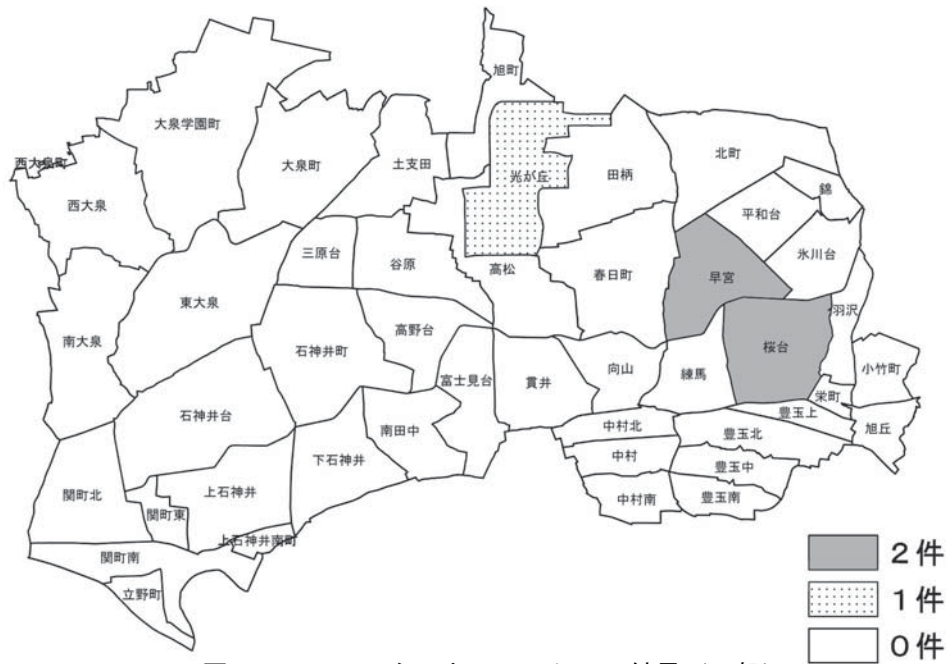 旭町
大泉学園町
北町
西大泉町
大泉町
土支田
光が丘
田柄
錦
西大泉
平和台
三原台
谷原
高松
春日町
早宮
氷川台
東大泉
羽沢
南大泉
高野台
石神井町
桜台
富士見台
貫井
向山
練馬
小竹町
栄町
石神井台
豊玉上
南田中
中村北
豊玉北
旭丘
下石神井
中村
豊玉中
関町北
上石神井
関町東
中村南
豊玉南
上石神井南町
関町南
立野町
2件
1件
0件